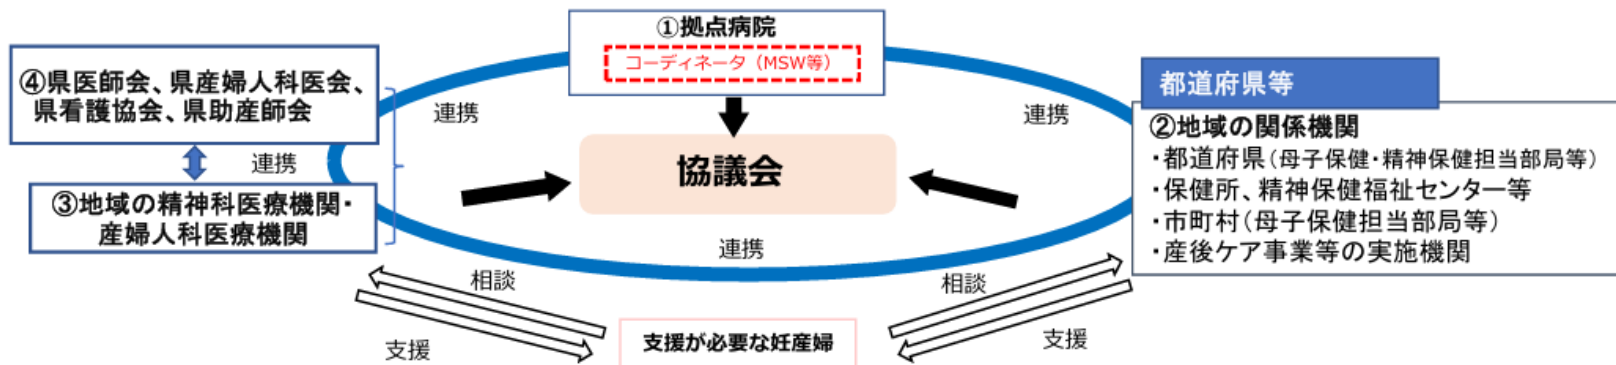 ①拠点病院
コーディネータ（MSW等）
④県医師会、県産婦人科医会、
県看護協会、県助産師会
連携
連携
都道府県等
②地域の関係機関
・都道府県（母子保健・精神保健担当部局等）
・保健所、精神保健福祉センター等
・市町村（母子保健担当部局等）
・産後ケア事業等の実施機関
連携
協議会
③地域の精神科医療機関・
産婦人科医療機関
連携
相談
相談
支援
支援が必要な妊産婦
支援